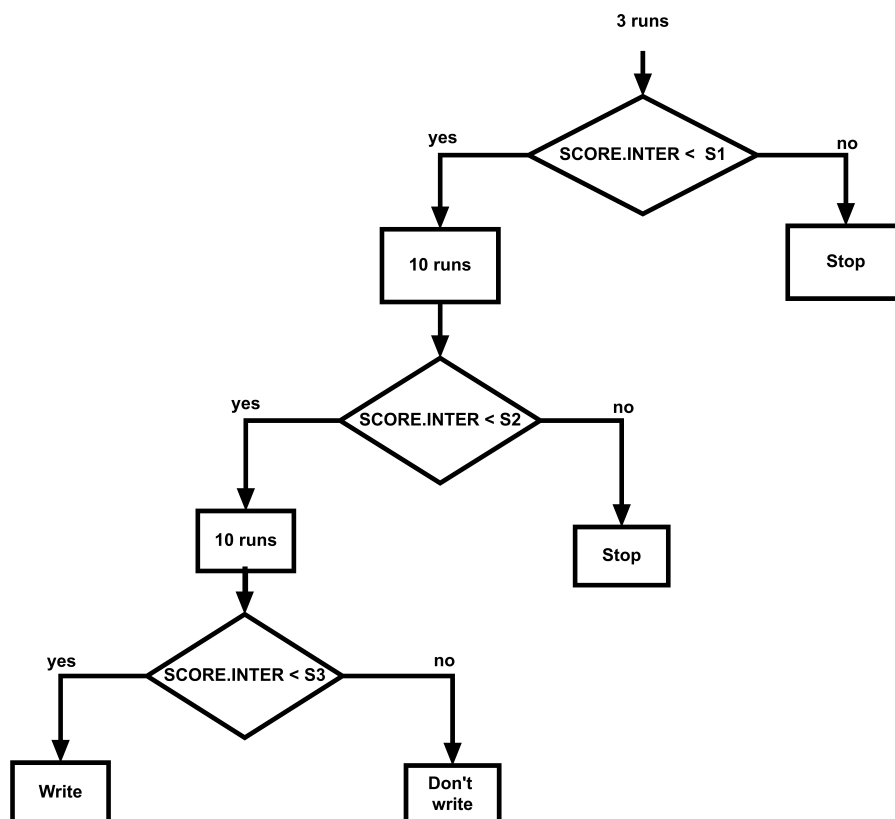 3 runs
SCORE.INTER < S1
yes
no
10 runs
Stop
SCORE.INTER < S2
yes
no
10 runs
Stop
SCORE.INTER < S3
yes
no
Write
Don't
write